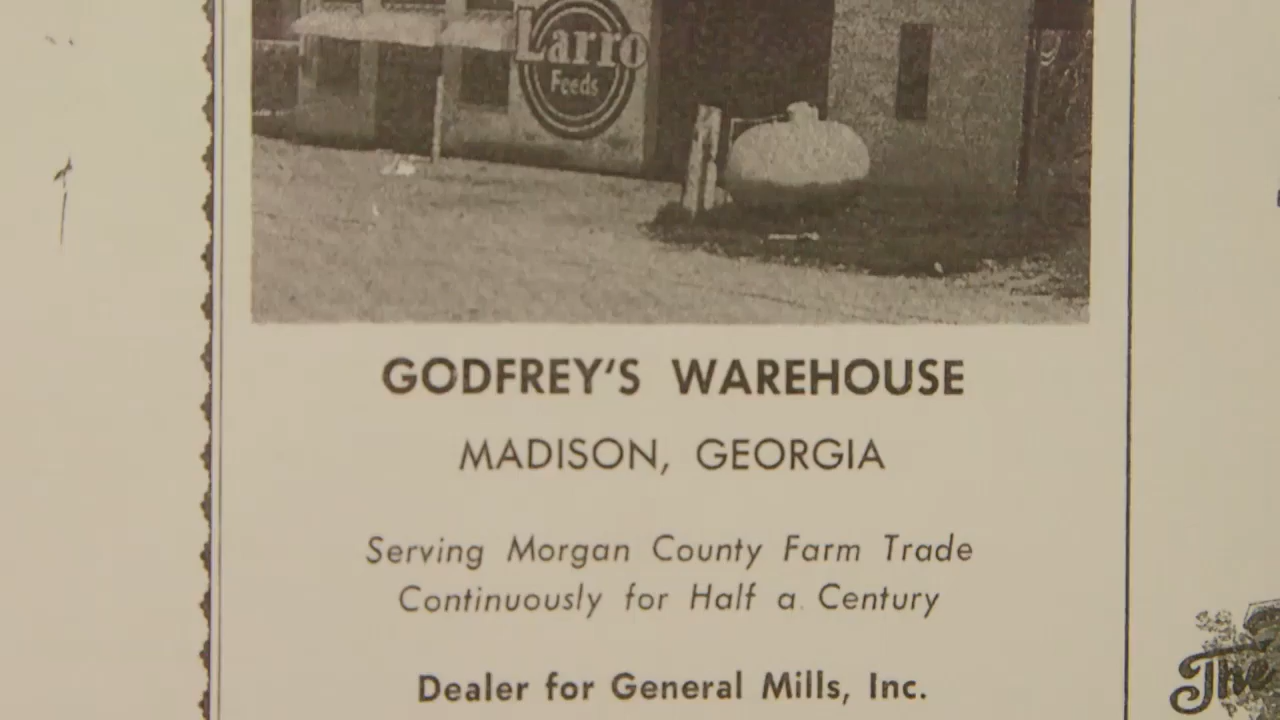 Larro
Feeds
GODFREY'S WAREHOUSE
MADISON, GEORGIA
Serving Morgan County Farm Trade
Continuously for Half a Century
Dealer for General Mills, Inc.
The